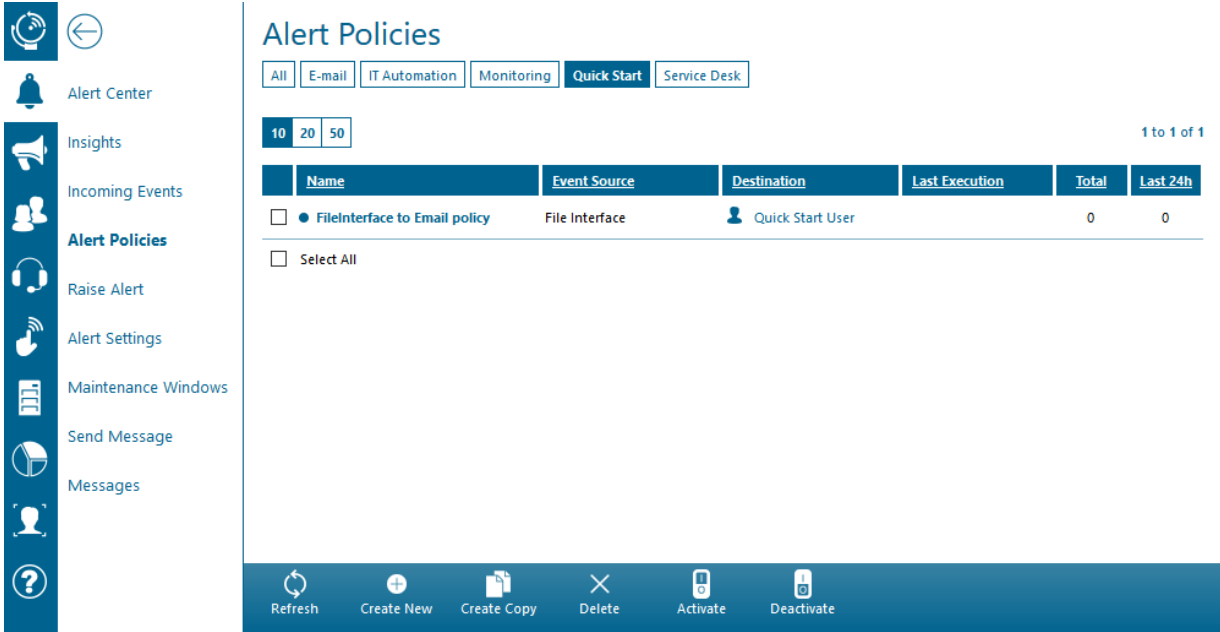 Alert Policies
All E-mail IT Automation Monitoring Quick Start Service Desk
Alert Center
Insights
Incoming Events
Alert Policies
Raise Alert
Alert Settings
Maintenance Windows
Send Message
Messages
10 20 50
1 to 1 of 1
Name Event Source Destination Last Execution Total Last 24h
FileInterface to Email policy File Interface Quick Start User 0 0
Select All
?
Refresh Create New Create Copy Delete Activate Deactivate